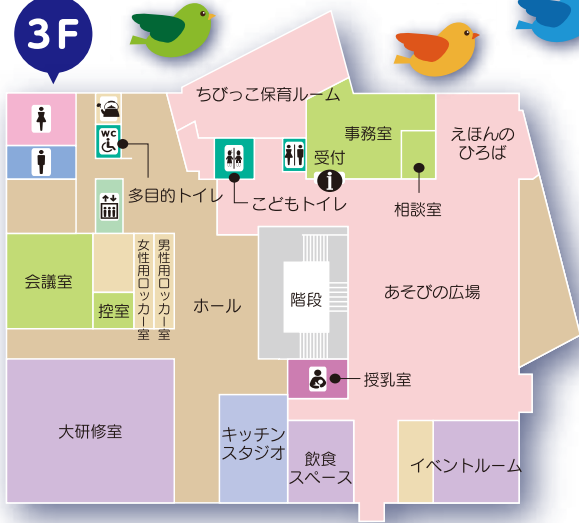 3F
ちびっこ保育ルーム
事務室
えほんの
ひろば
WC
受付
i
多目的トイレ
こどもトイレ
相談室
会議室
控室
女性用ロッカー室
男性用ロッカー室
ホール
階段
あそびの広場
授乳室
大研修室
キッチン
スタジオ
飲食
スペース
イベントルーム